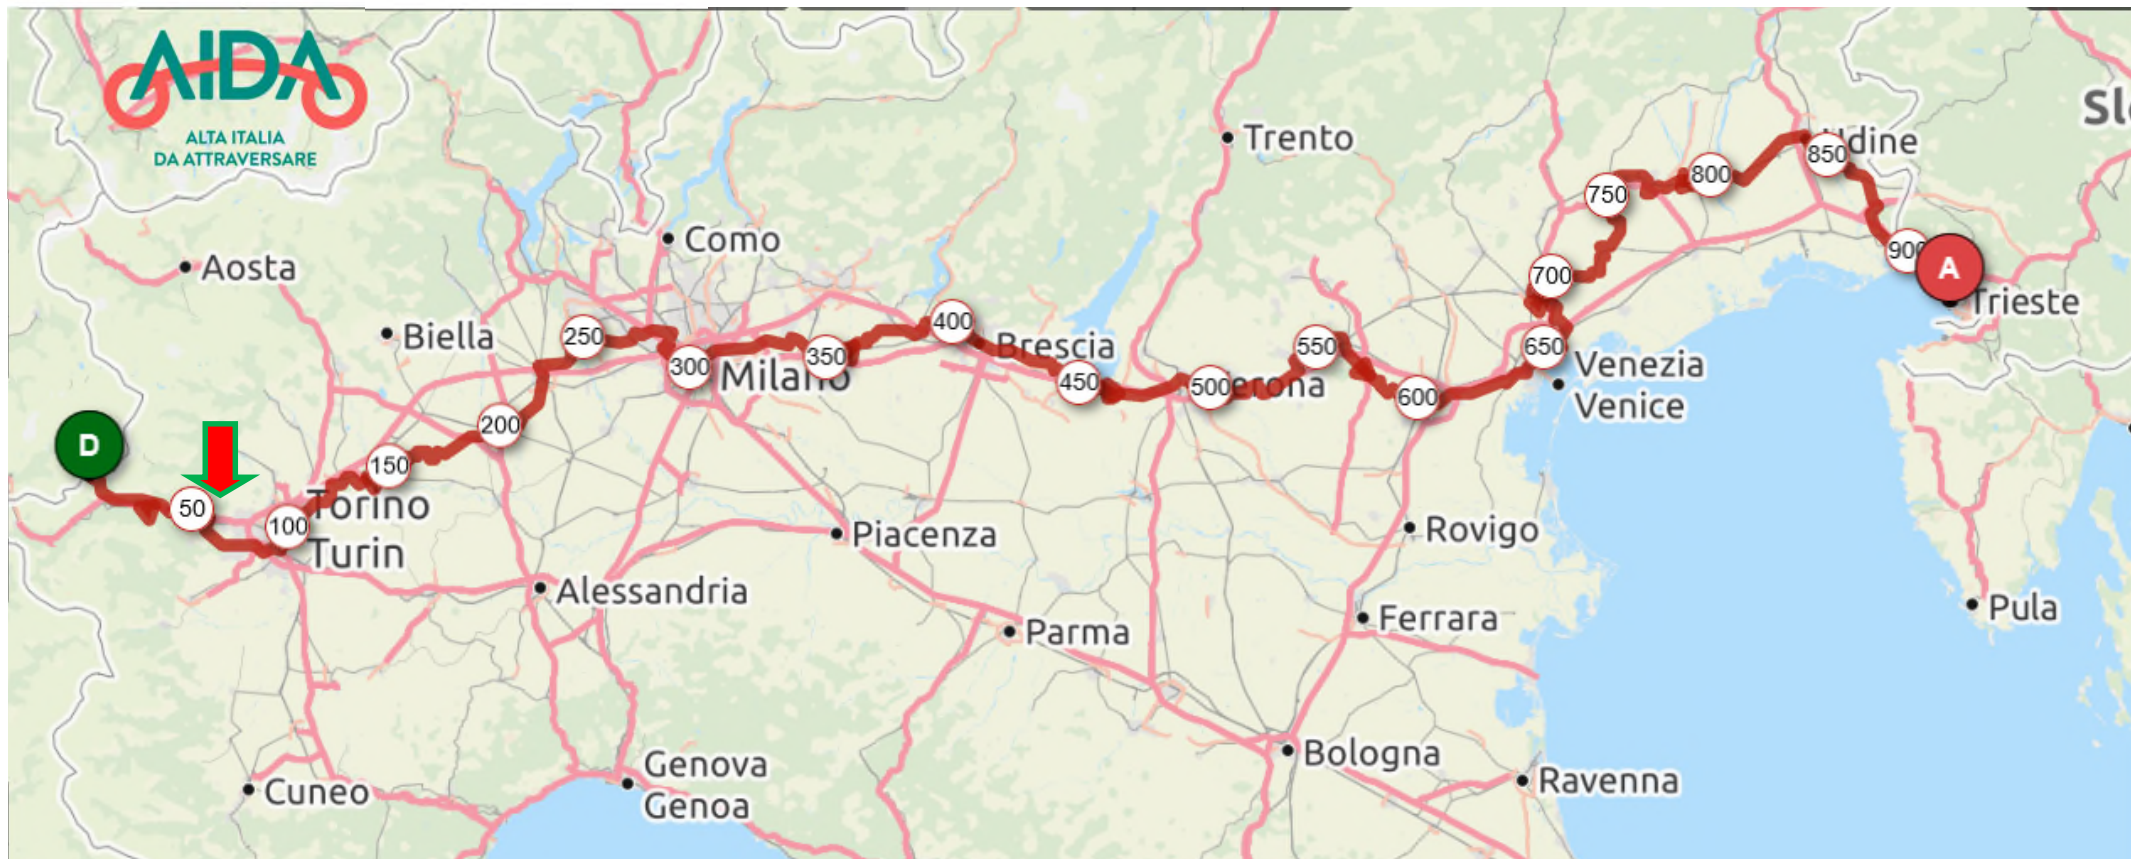 AIDA
ALTA ITALIA
DA ATTRAVERSARE
Trento
Udine
850
Sl
800
750
Como
900
A
Aosta
700
Trieste
Biella
250
400
Brescia
550
650
Venezia
Venice
300
Milano
350
450
500
Verona
600
D
200
150
50
100
Torino
Turin
Piacenza
Rovigo
Alessandria
Parma
Ferrara
Pula
Genova
Genoa
Bologna
Cuneo
Ravenna